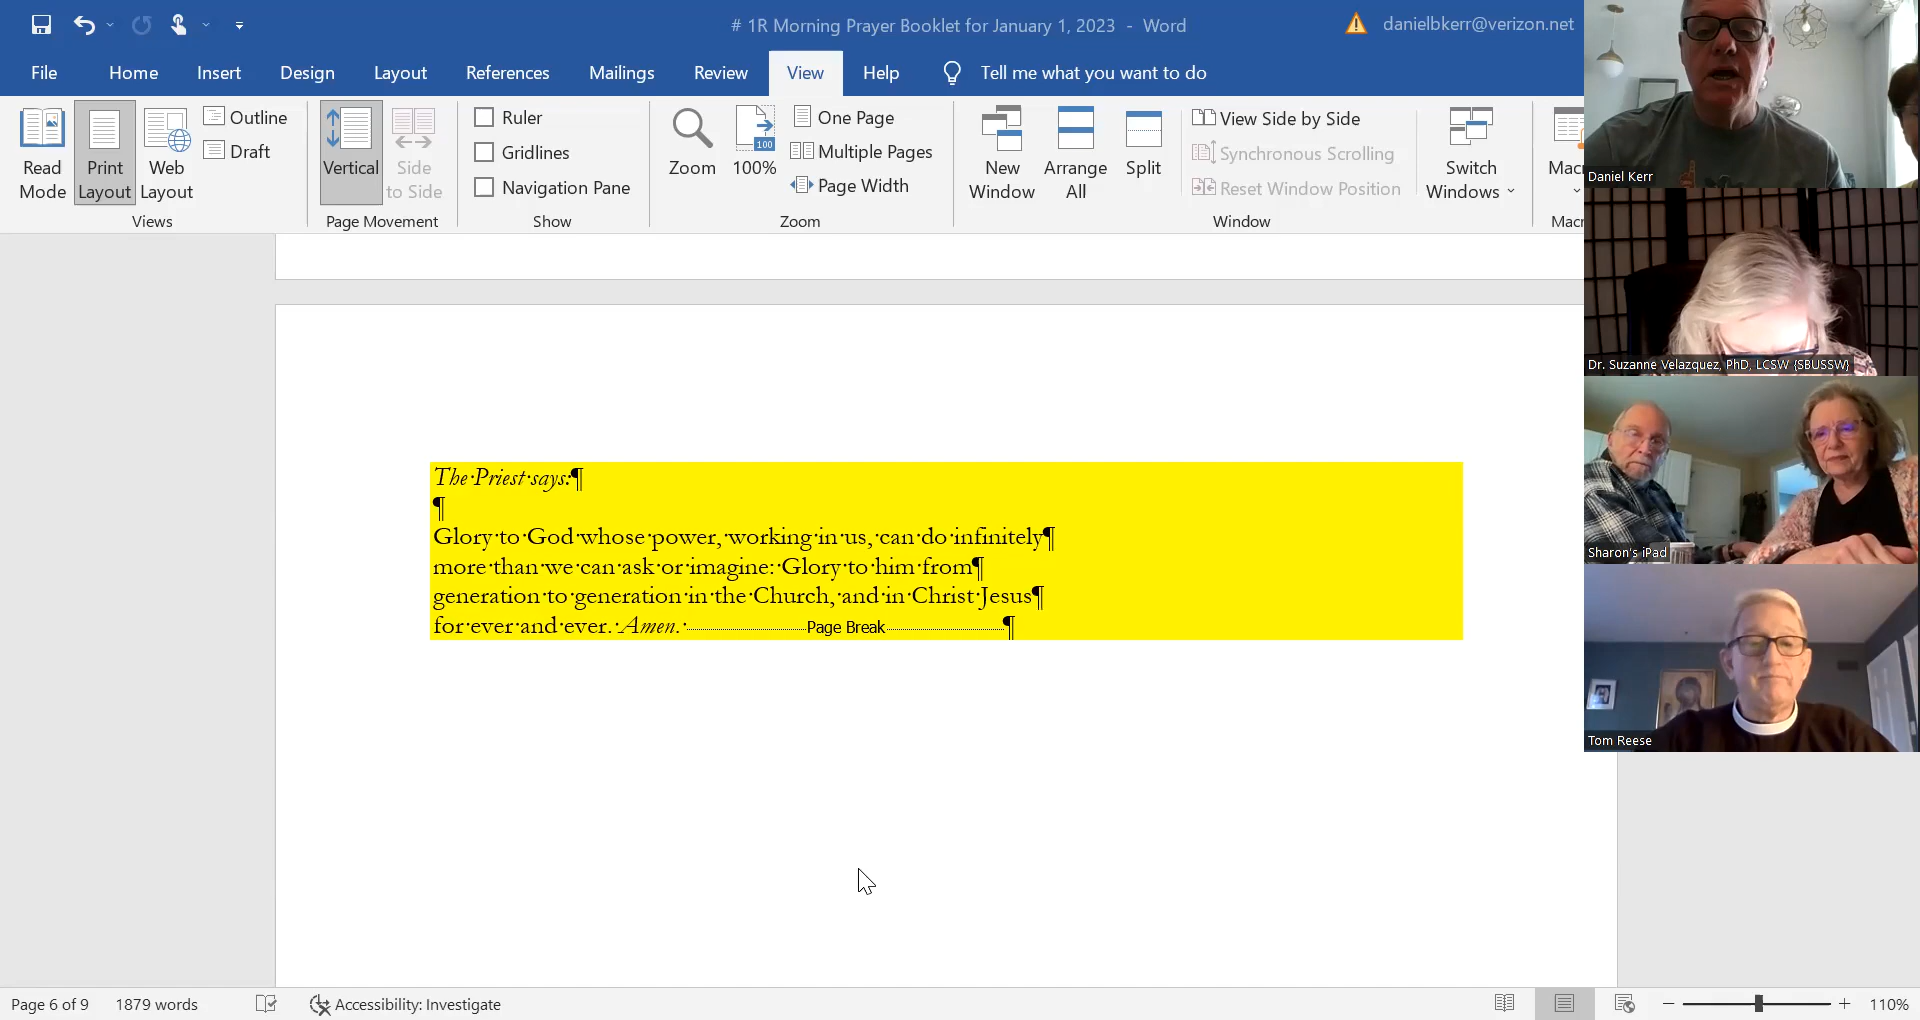 # 1R Morning Prayer Booklet for January 1, 2023 - Word
danielbkerr@verizon.net
File Home Insert Design Layout References Mailings Review View Help Tell me what you want to do
Read Mode
Print Layout
Web Layout
Outline
Draft
Views
Vertical
Side to Side
Page Movement
Ruler
Gridlines
Navigation Pane
Show
Zoom
100
100%
One Page
Multiple Pages
Page Width
Zoom
New Window
Arrange All
Split
View Side by Side
Synchronous Scrolling
Reset Window Position
Window
Switch Windows
Mac
Macr
Daniel Kerr
Dr. Suzanne Velazquez, PhD, LCSW {SBUSSW}
Sharon's iPad
Tom Reese
The·Priest·says:¶
¶
Glory·to·God·whose·power,·working·in·us,·can·do·infinitely¶
more·than·we·can·ask·or·imagine:·Glory·to·him·from¶
generation·to·generation·in·the·Church,·and·in·Christ·Jesus¶
for·ever·and·ever.·Amen.·Page Break¶
Page 6 of 9 1879 words Accessibility: Investigate 110%